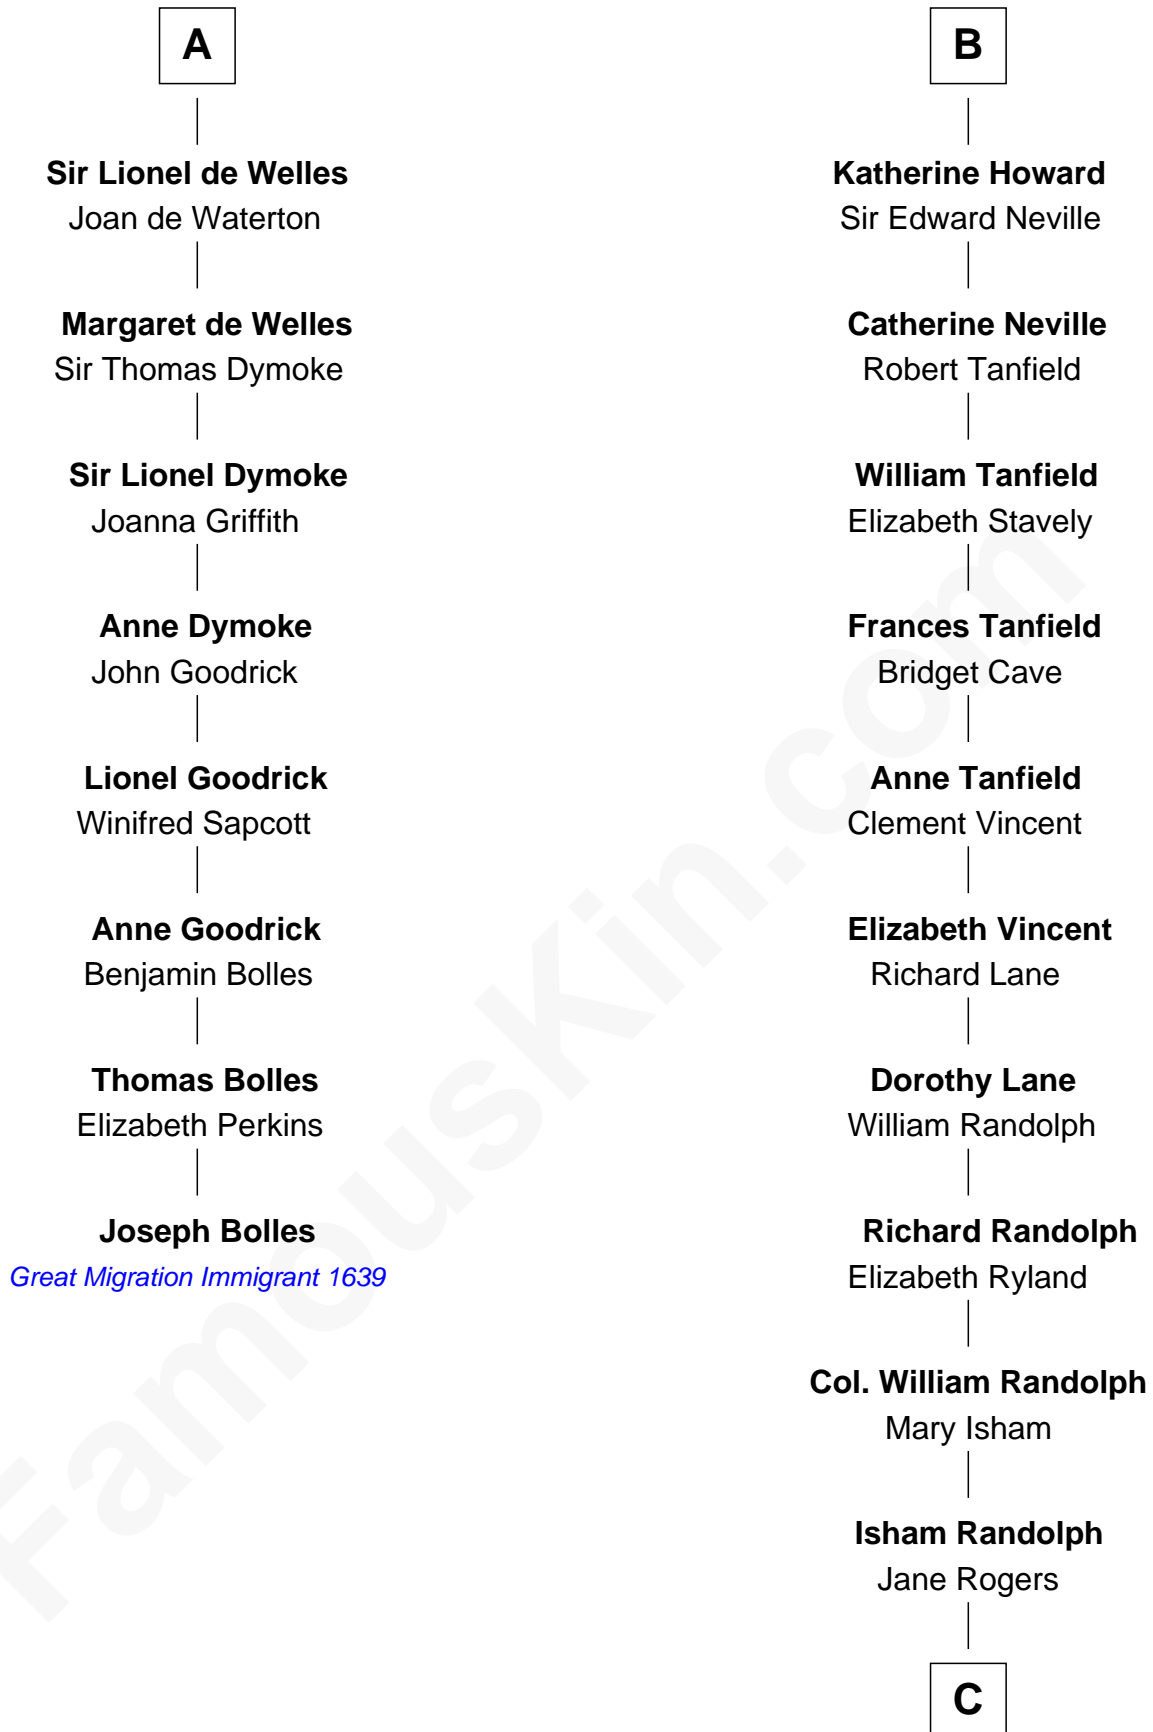 A
Sir Lionel de Welles
Joan de Waterton
Margaret de Welles
Sir Thomas Dymoke
Sir Lionel Dymoke
Joanna Griffith
Anne Dymoke
John Goodrick
Lionel Goodrick
Winifred Sapcott
Anne Goodrick
Benjamin Bolles
Thomas Bolles
Elizabeth Perkins
Joseph Bolles
Great Migration Immigrant 1639
B
Katherine Howard
Sir Edward Neville
Catherine Neville
Robert Tanfield
William Tanfield
Elizabeth Stavely
Frances Tanfield
Bridget Cave
Anne Tanfield
Clement Vincent
Elizabeth Vincent
Richard Lane
Dorothy Lane
William Randolph
Richard Randolph
Elizabeth Ryland
Col. William Randolph
Mary Isham
Isham Randolph
Jane Rogers
C
FamousKin.com